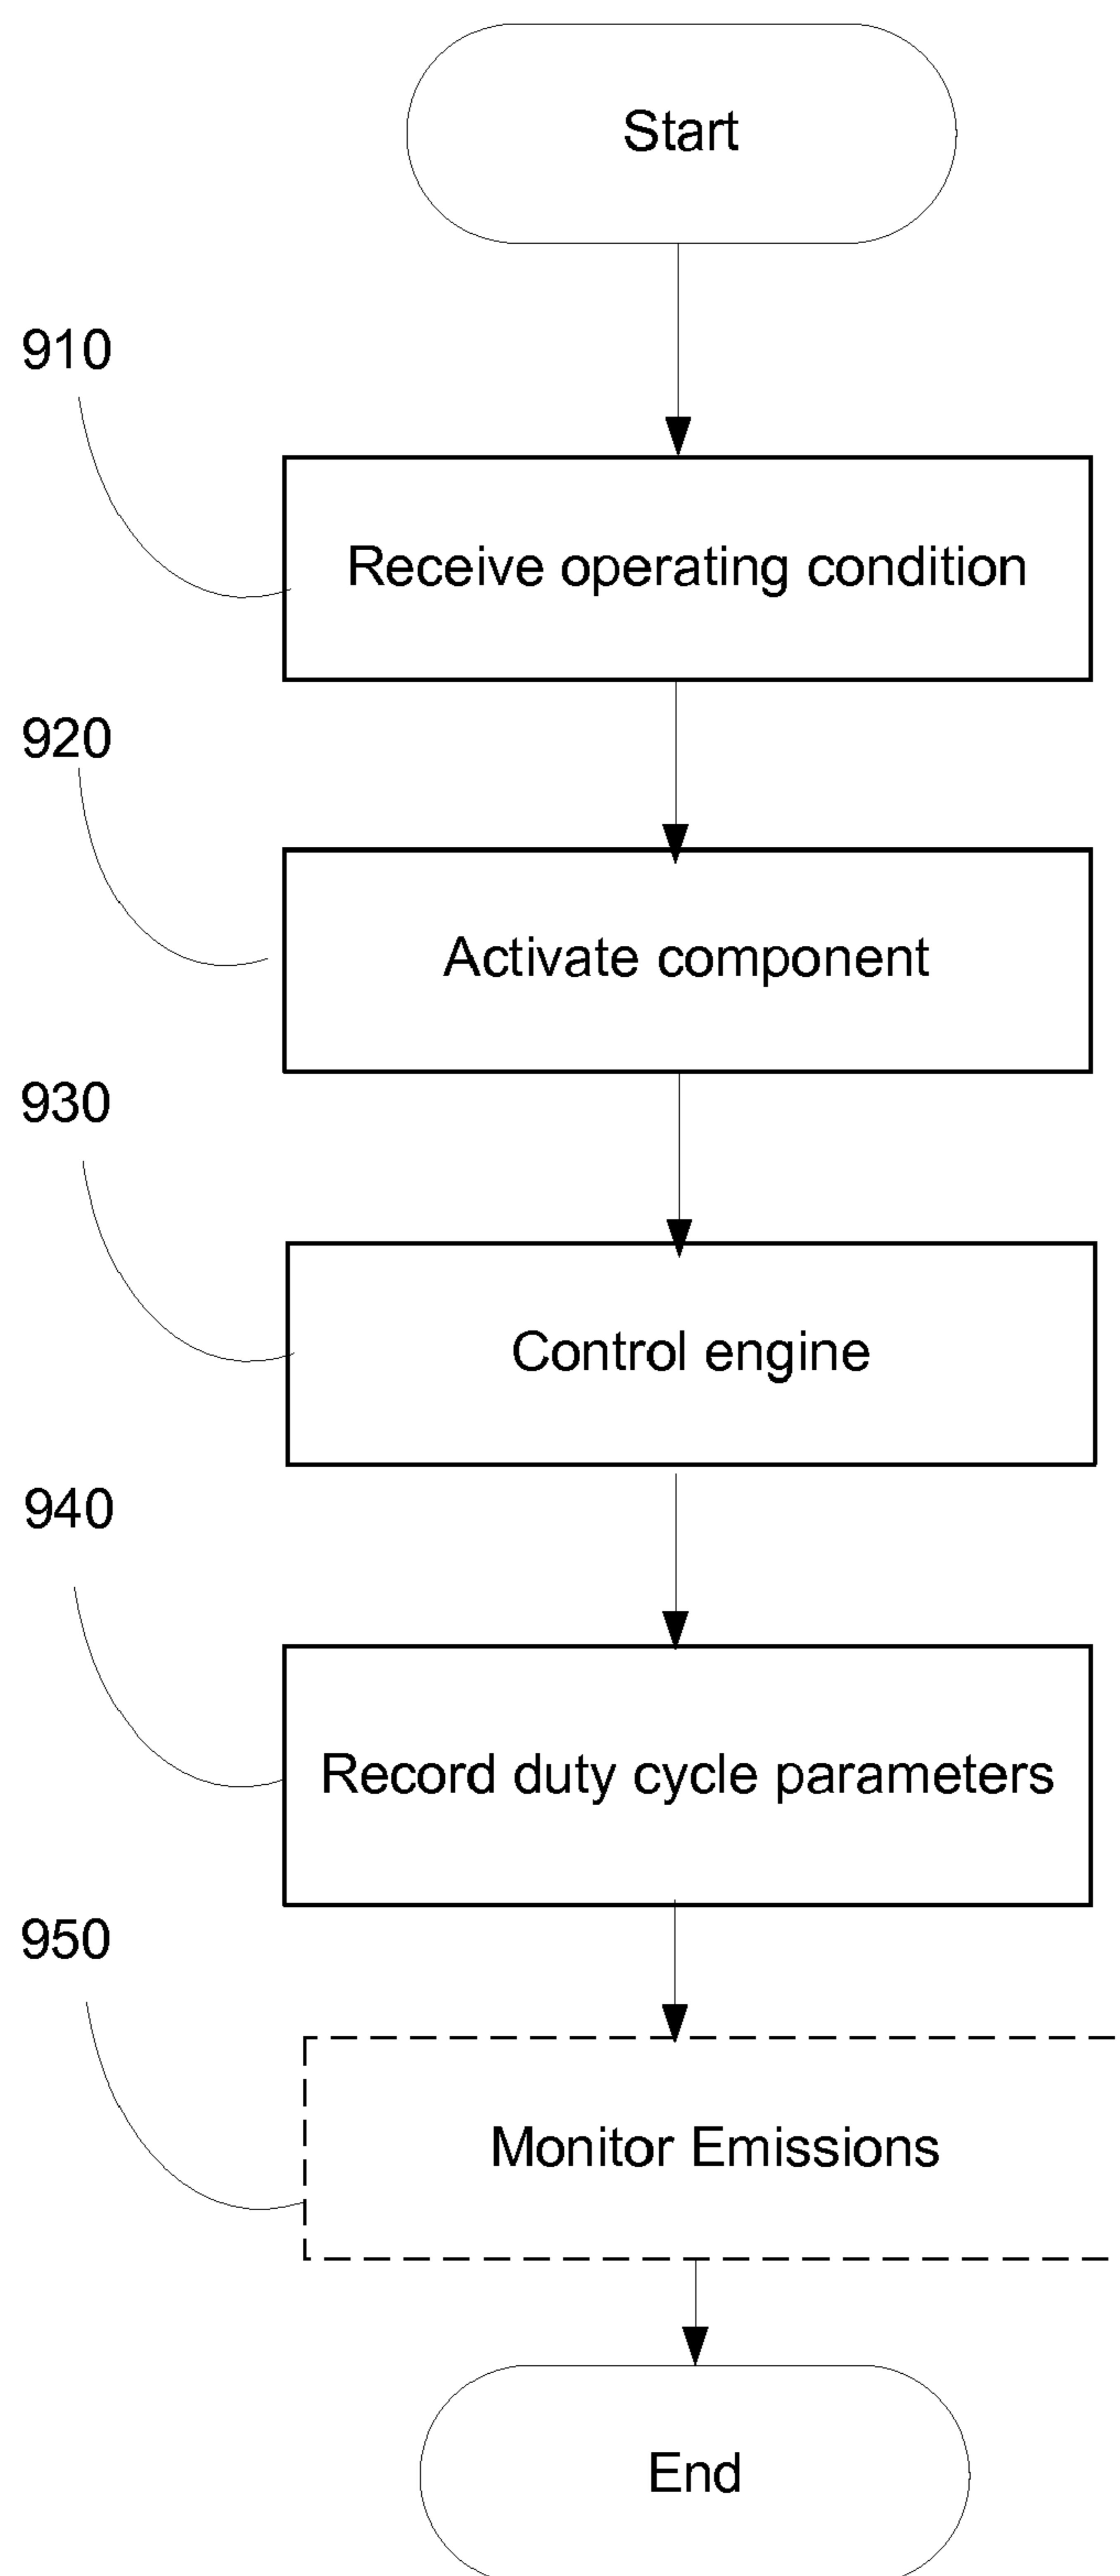 Start
910
Receive operating condition
920
Activate component
930
Control engine
940
Record duty cycle parameters
950
Monitor Emissions
End